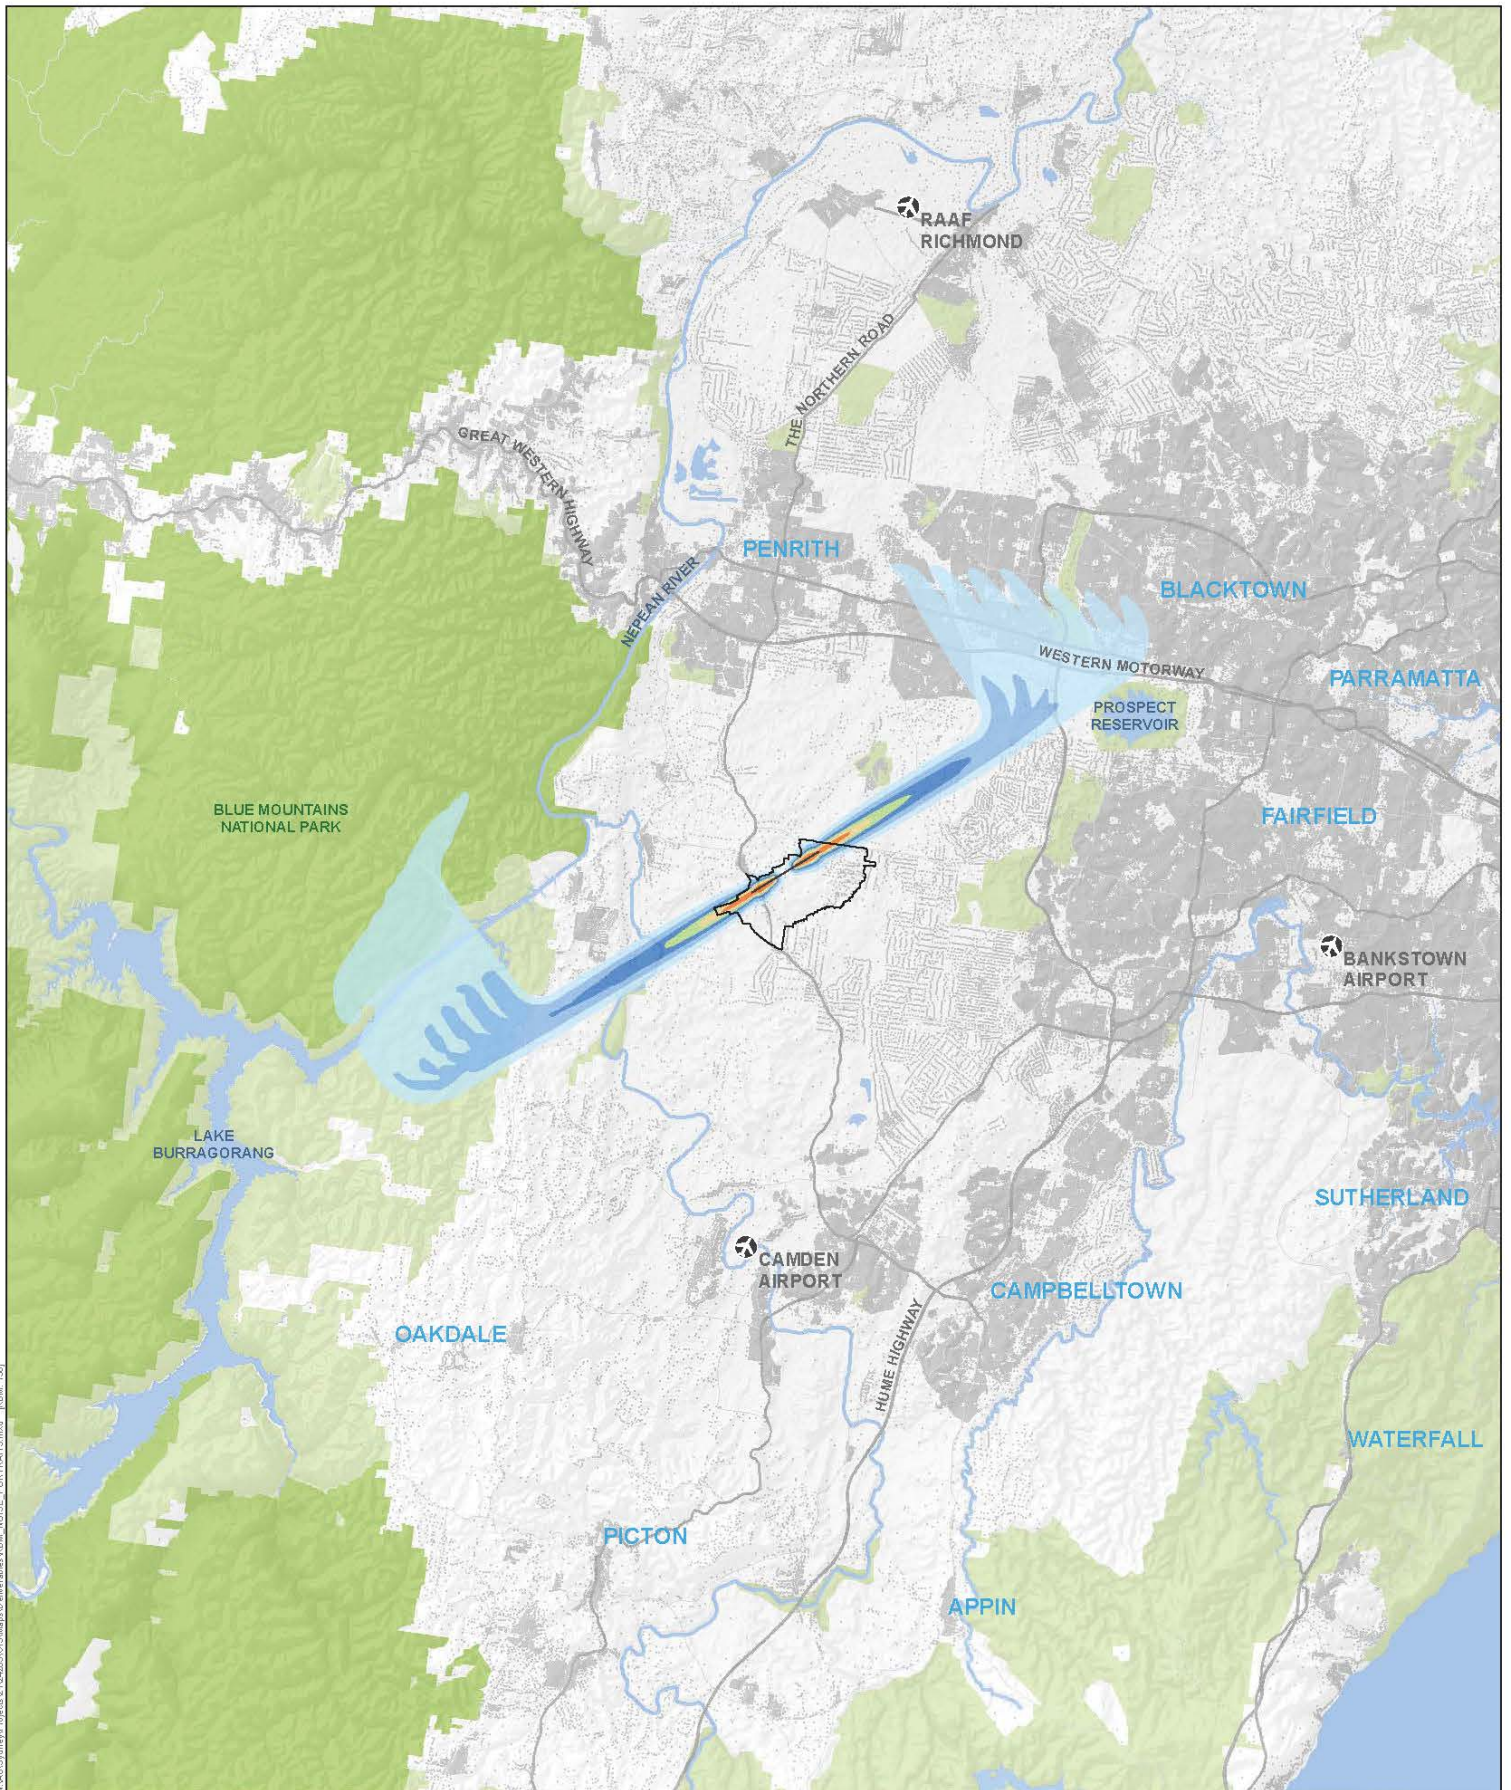 RAAF
RICHMOND
THE NORTHERN ROAD
GREAT WESTERN HIGHWAY
PENRITH
NEPEAN RIVER
BLACKTOWN
WESTERN MOTORWAY
PARRAMATTA
PROSPECT
RESERVOIR
BLUE MOUNTAINS
NATIONAL PARK
FAIRFIELD
BANKSTOWN
AIRPORT
LAKE
BURRAGORANG
SUTHERLAND
CAMDEN
AIRPORT
CAMPBELLTOWN
OAKDALE
HUME HIGHWAY
WATERFALL
PICTON
APPIN